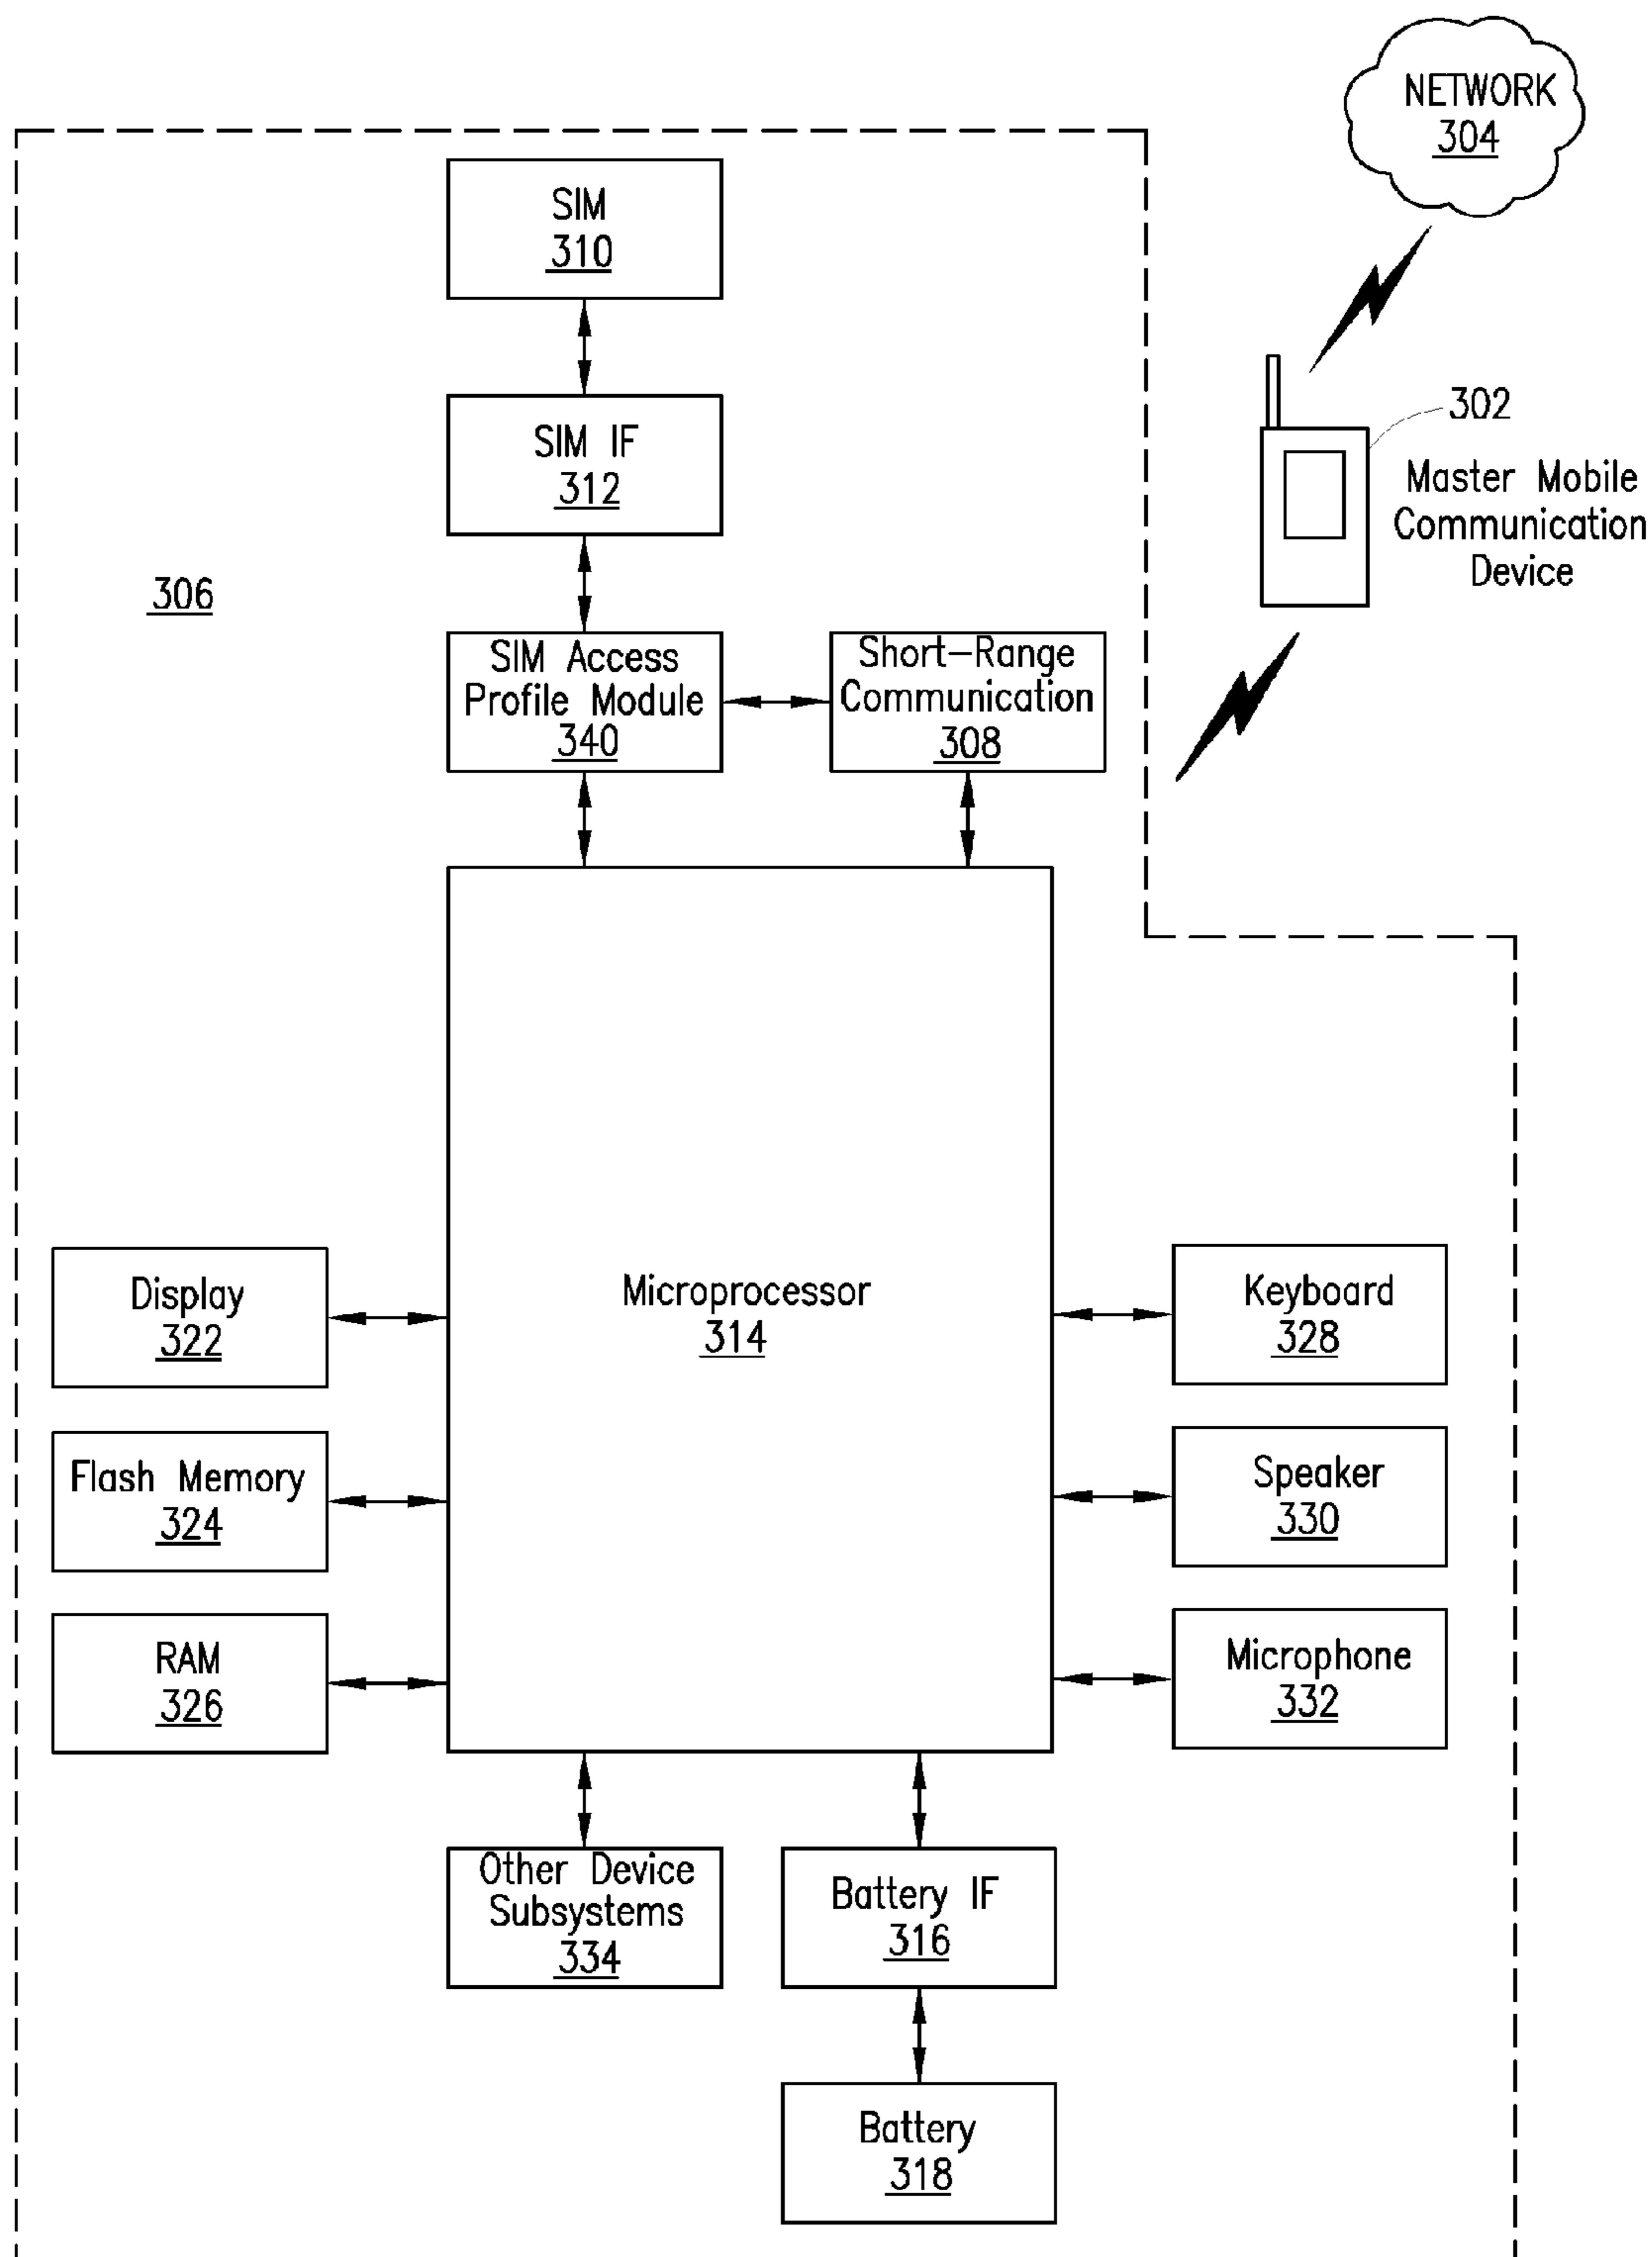 NETWORK
304
SIM
310
302
SIM IF
312
Master Mobile
Communication
Device
306
SIM Access
Profile Module
340
Short-Range
Communication
308
Microprocessor
314
Display
322
Keyboard
328
Flash Memory
324
Speaker
330
RAM
326
Microphone
332
Other Device
Subsystems
334
Battery IF
316
Battery
318